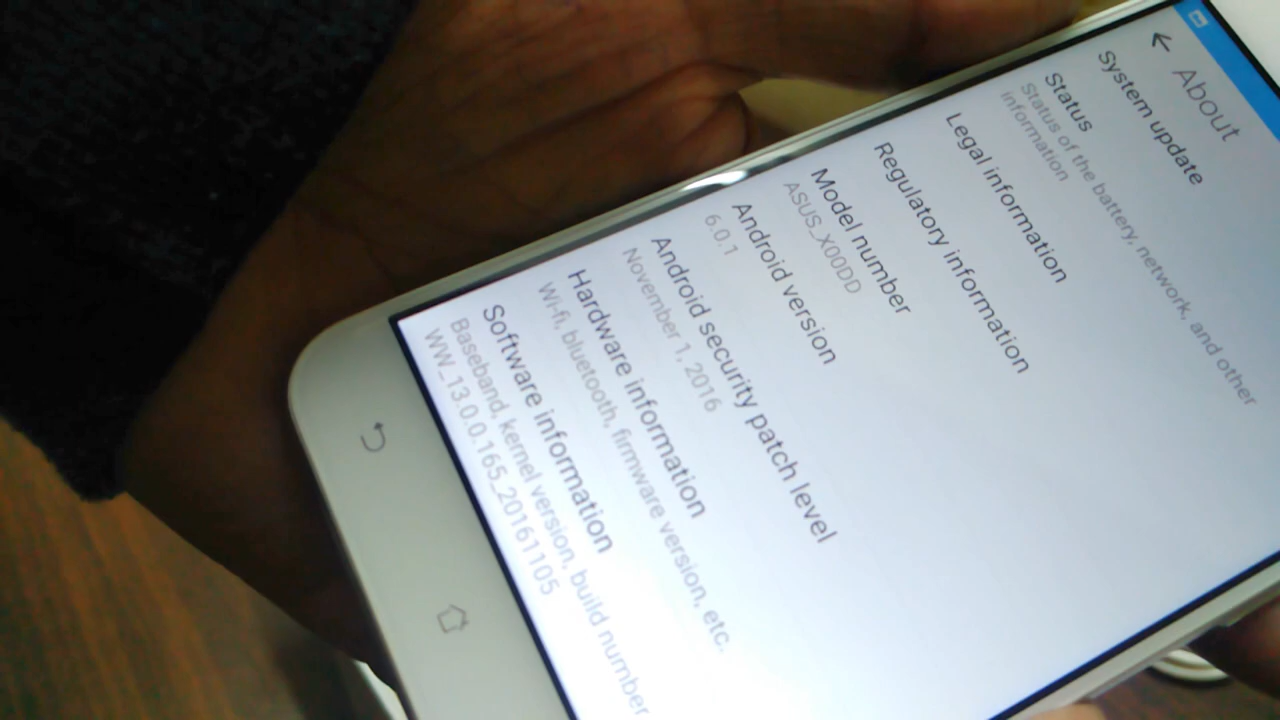 About
System update
Status
Status of the battery, network, and other
information
Legal information
Regulatory information
Model number
ASUS_X00DD
Android version
6.0.1
Android security patch level
November 1, 2016
Hardware information
Wi-fi, bluetooth, firmware version, etc.
Software information
Baseband, kernel version, build number
WW_13.0.0.165_20161105